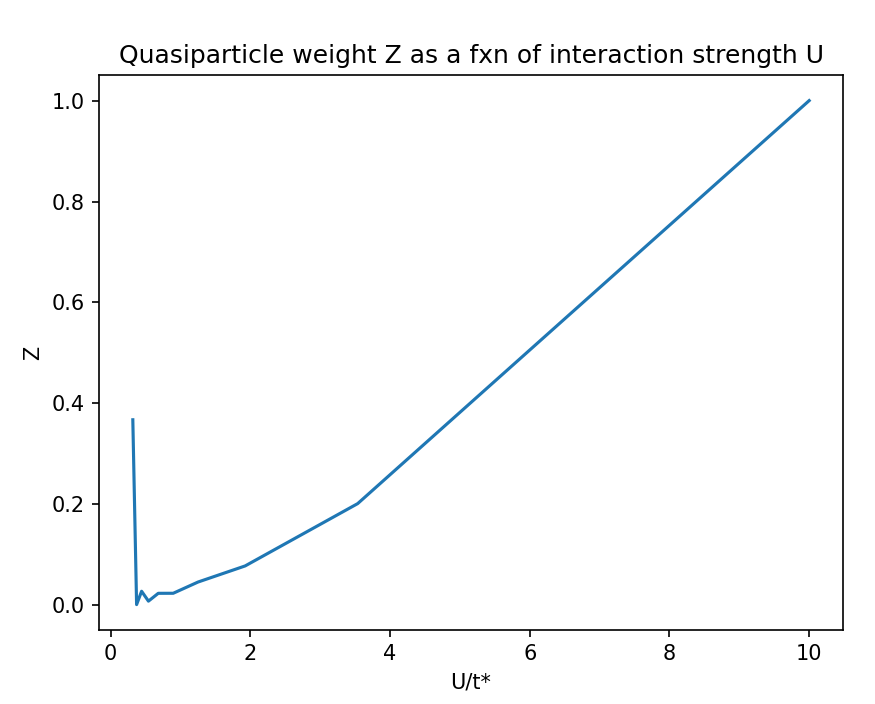 Quasiparticle weight Z as a fxn of interaction strength U
1.0
0.8
0.6
0.4
0.2
0.0
Z
0 2 4 6 8 10
U/t*